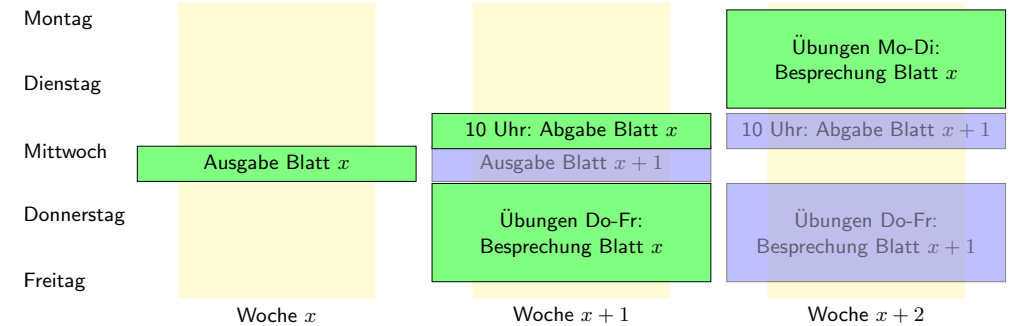 Montag
Dienstag
Mittwoch
Donnerstag
Freitag
Ausgabe Blatt x
Woche x
10 Uhr: Abgabe Blatt x
Ausgabe Blatt x + 1
Übungen Do-Fr:
Besprechung Blatt x
Woche x + 1
Übungen Mo-Di:
Besprechung Blatt x
10 Uhr: Abgabe Blatt x + 1
Übungen Do-Fr:
Besprechung Blatt x + 1
Woche x + 2